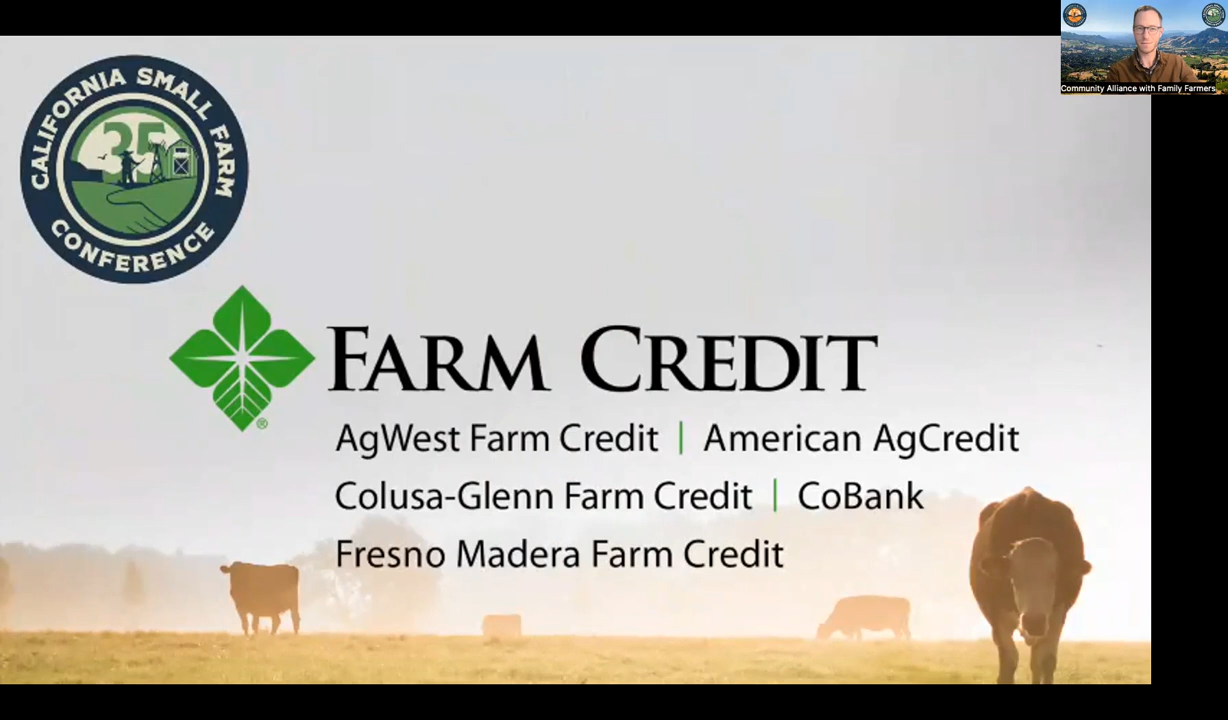 CALIFORNIA SMALL FARM
35
CONFERENCE
Community Alliance with Family Farmers
FARM CREDIT
®
AgWest Farm Credit | American AgCredit
Colusa-Glenn Farm Credit | CoBank
Fresno Madera Farm Credit